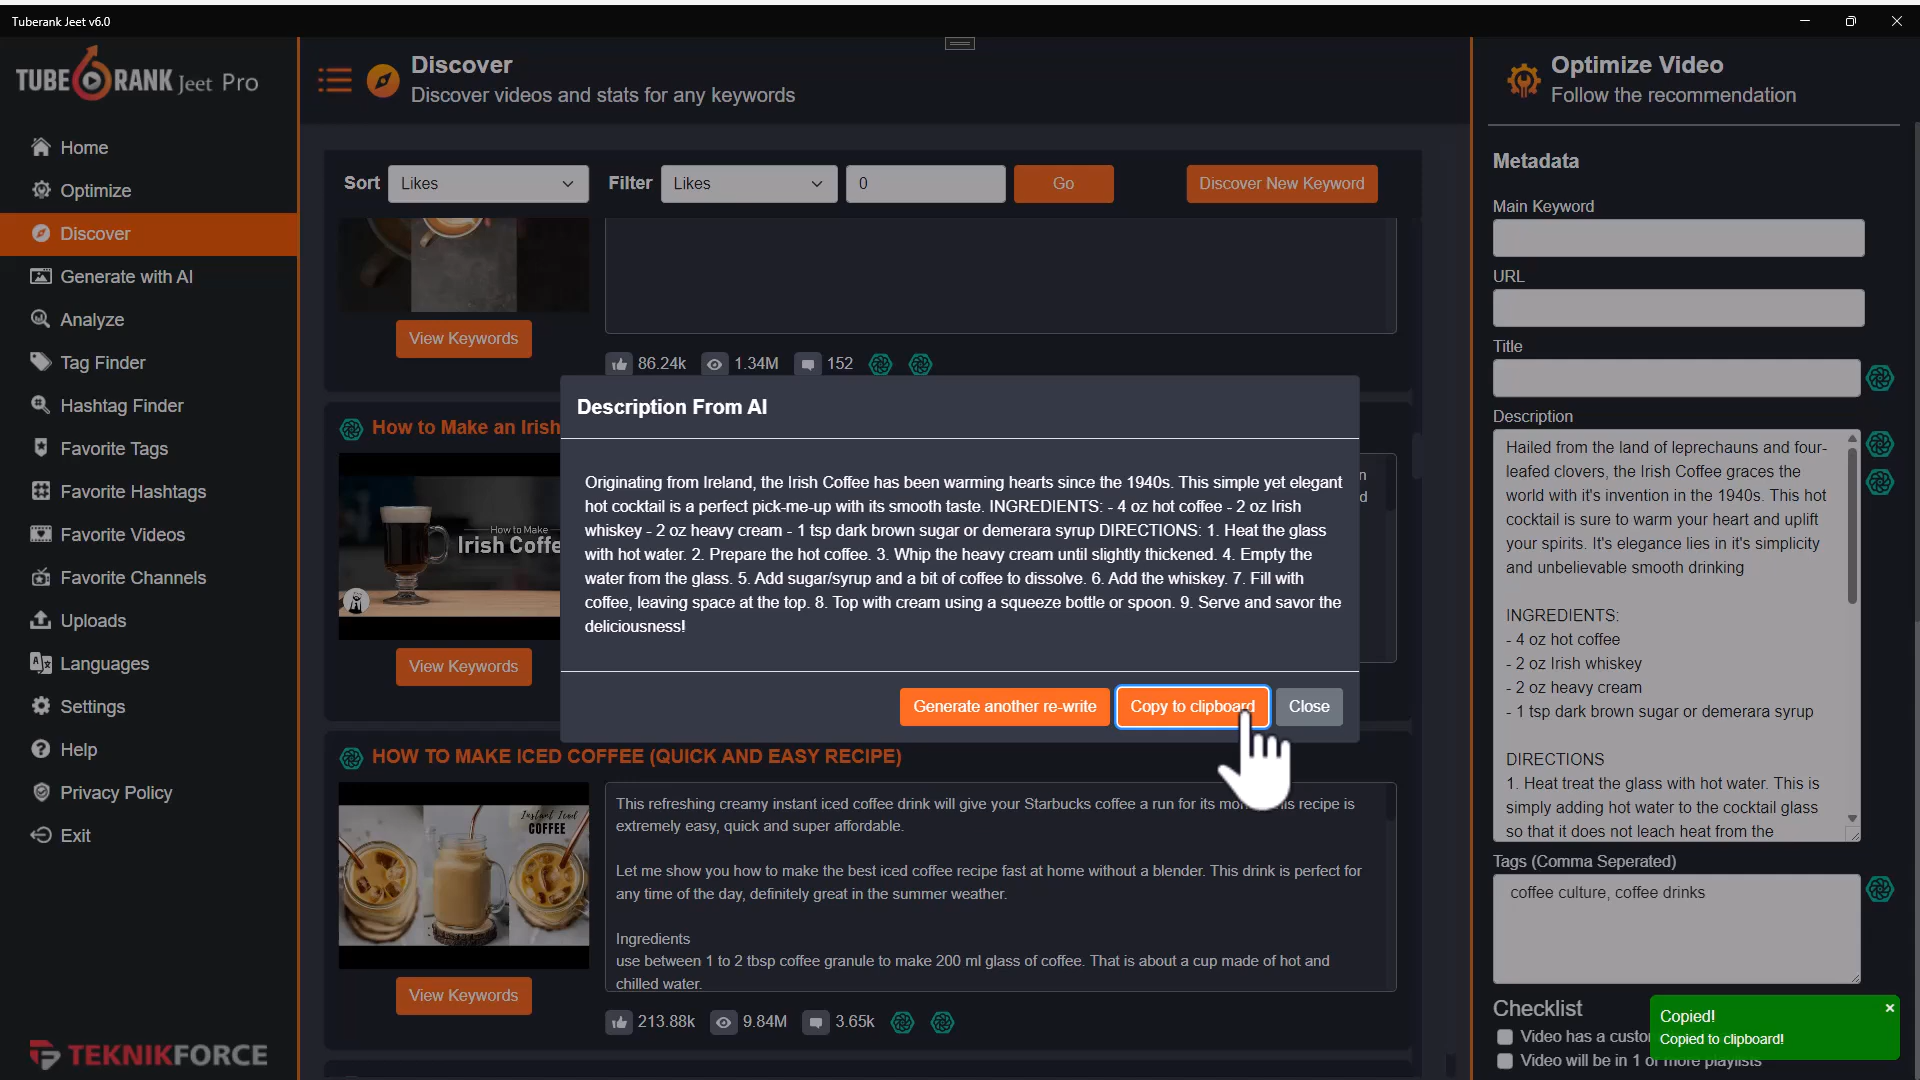 Tuberank Jeet v6.0
TUBE RANK Jeet Pro
Home
Optimize
Discover
Generate with AI
Analyze
Tag Finder
Hashtag Finder
Favorite Tags
Favorite Hashtags
Favorite Videos
Favorite Channels
Uploads
Languages
Settings
Help
Privacy Policy
Exit
TEKNIKFORCE
Discover
Discover videos and stats for any keywords
Sort Likes Filter Likes 0 Go Discover New Keyword
View Keywords
86.24k 1.34M 152
How to Make an Irish
How to Make
Irish Coffe
View Keywords
Description From AI
Originating from Ireland, the Irish Coffee has been warming hearts since the 1940s. This simple yet elegant
hot cocktail is a perfect pick-me-up with its smooth taste. INGREDIENTS: - 4 oz hot coffee - 2 oz Irish
whiskey - 2 oz heavy cream - 1 tsp dark brown sugar or demerara syrup DIRECTIONS: 1. Heat the glass
with hot water. 2. Prepare the hot coffee. 3. Whip the heavy cream until slightly thickened. 4. Empty the
water from the glass. 5. Add sugar/syrup and a bit of coffee to dissolve. 6. Add the whiskey. 7. Fill with
coffee, leaving space at the top. 8. Top with cream using a squeeze bottle or spoon. 9. Serve and savor the
deliciousness!
Generate another re-write Copy to clipboard Close
HOW TO MAKE ICED COFFEE (QUICK AND EASY RECIPE)
Instant Iced
COFFEE
View Keywords
This refreshing creamy instant iced coffee drink will give your Starbucks coffee a run for its mo is recipe is
extremely easy, quick and super affordable.
Let me show you how to make the best iced coffee recipe fast at home without a blender. This drink is perfect for
any time of the day, definitely great in the summer weather.
Ingredients
use between 1 to 2 tbsp coffee granule to make 200 ml glass of coffee. That is about a cup made of hot and
chilled water.
213.88k 9.84M 3.65k
Optimize Video
Follow the recommendation
Metadata
Main Keyword
URL
Title
Description
Hailed from the land of leprechauns and four-
leafed clovers, the Irish Coffee graces the
world with it's invention in the 1940s. This hot
cocktail is sure to warm your heart and uplift
your spirits. It's elegance lies in it's simplicity
and unbelievable smooth drinking
INGREDIENTS:
- 4 oz hot coffee
- 2 oz Irish whiskey
- 2 oz heavy cream
- 1 tsp dark brown sugar or demerara syrup
DIRECTIONS
1. Heat treat the glass with hot water. This is
simply adding hot water to the cocktail glass
so that it does not leach heat from the
Tags (Comma Seperated)
coffee culture, coffee drinks
Checklist
Video has a custo
Video will be in 1 or more playlists
Copied!
Copied to clipboard!